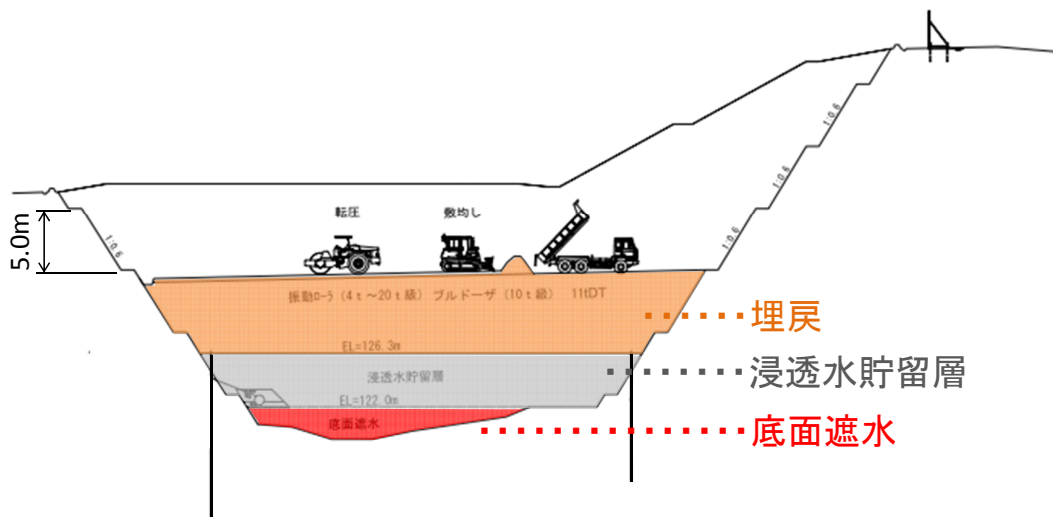 1:0.6
1:0.6
5.0m
転圧
敷均し
1:0.6
1:0.6
振動ローラ（4ｔ～20ｔ級）
ブルドーザ（10ｔ級）
11tDT
埋戻
EL=126.3m
浸透水貯留層
浸透水貯留層
EL=122.0m
底面遮水
底面遮水